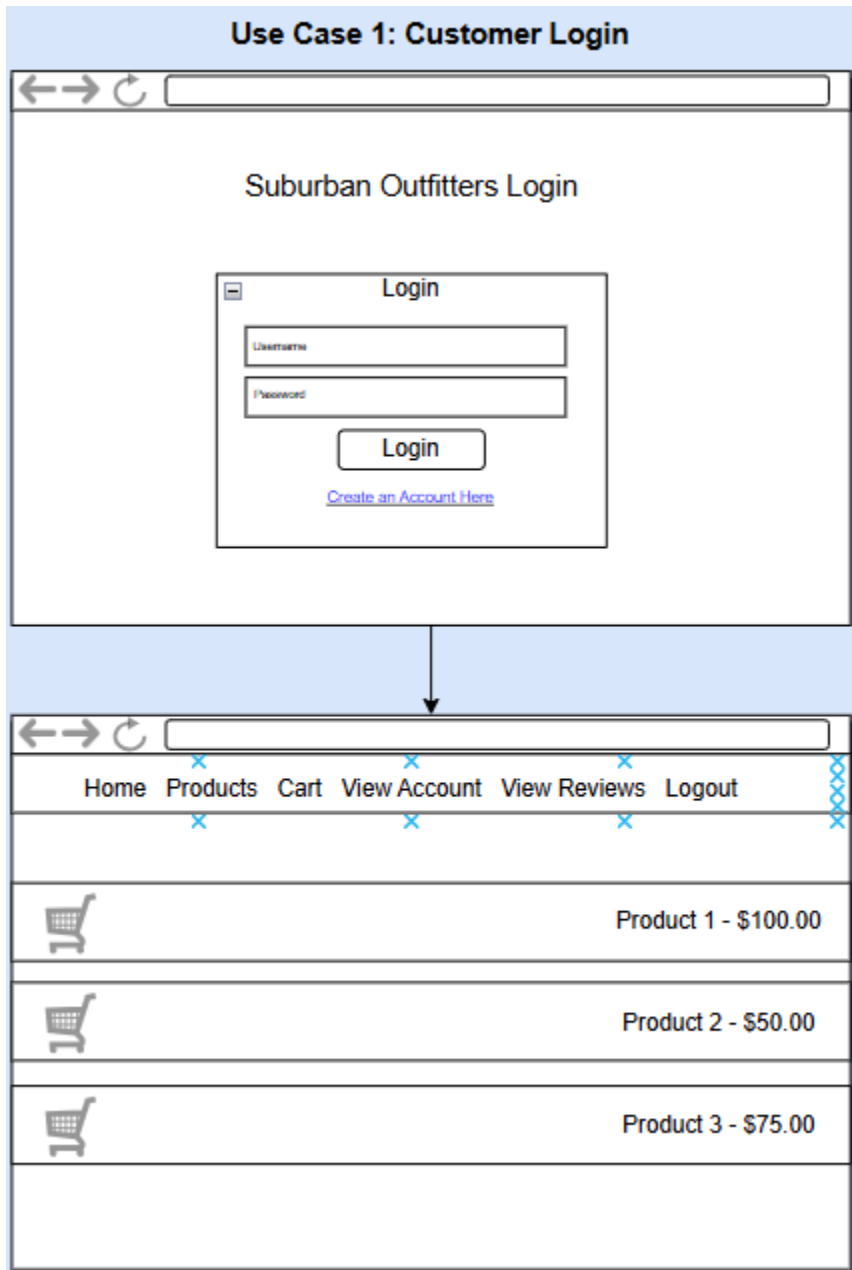 Use Case 1: Customer Login
Suburban Outfitters Login
Login
Username
Password
Login
Create an Account Here
Home Products Cart View Account View Reviews Logout
Product 1 - $100.00
Product 2 - $50.00
Product 3 - $75.00